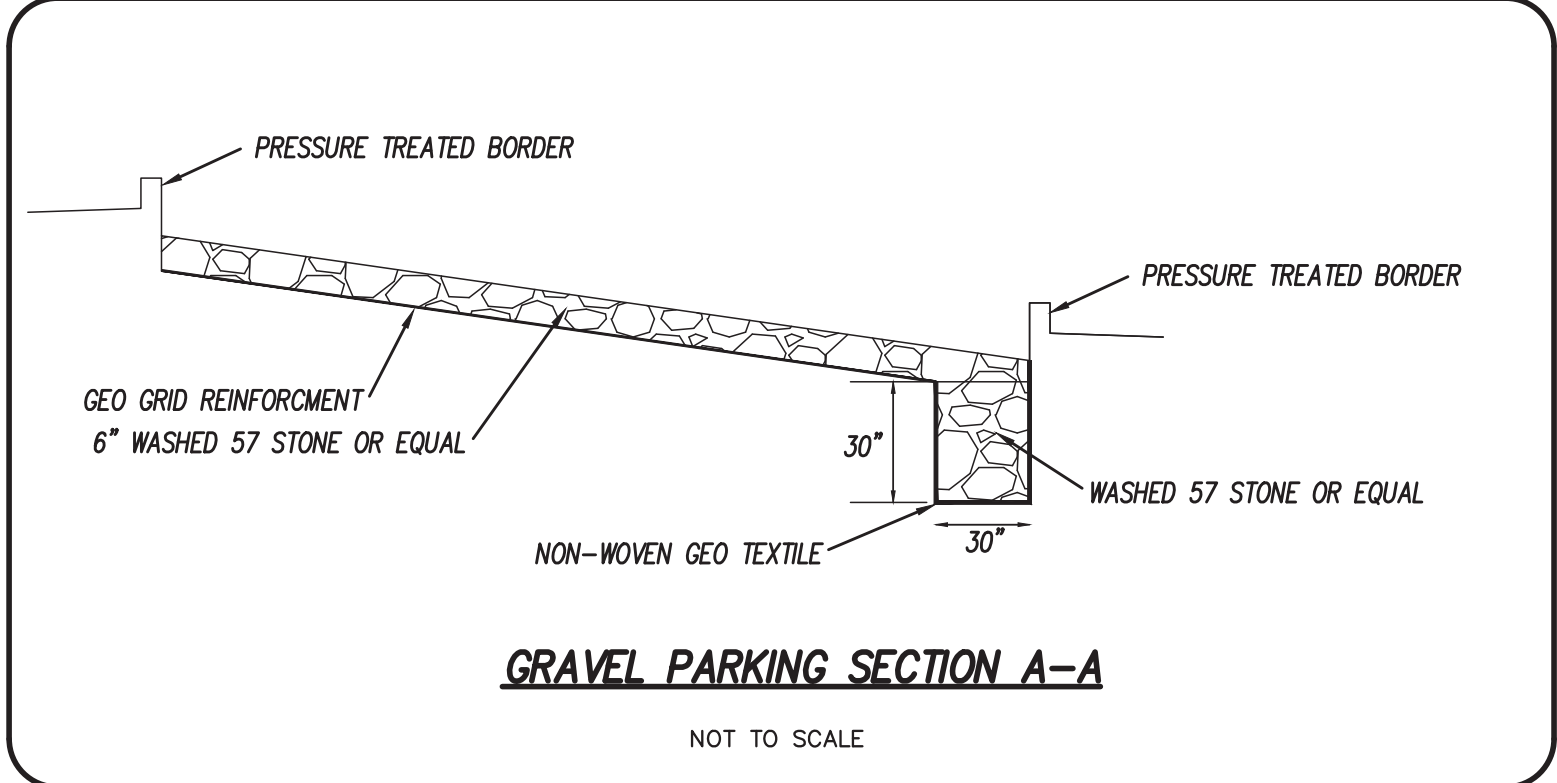 PRESSURE TREATED BORDER
PRESSURE TREATED BORDER
GEO GRID REINFORCMENT
6" WASHED 57 STONE OR EQUAL
30"
WASHED 57 STONE OR EQUAL
30"
NON-WOVEN GEO TEXTILE
GRAVEL PARKING SECTION A-A
NOT TO SCALE